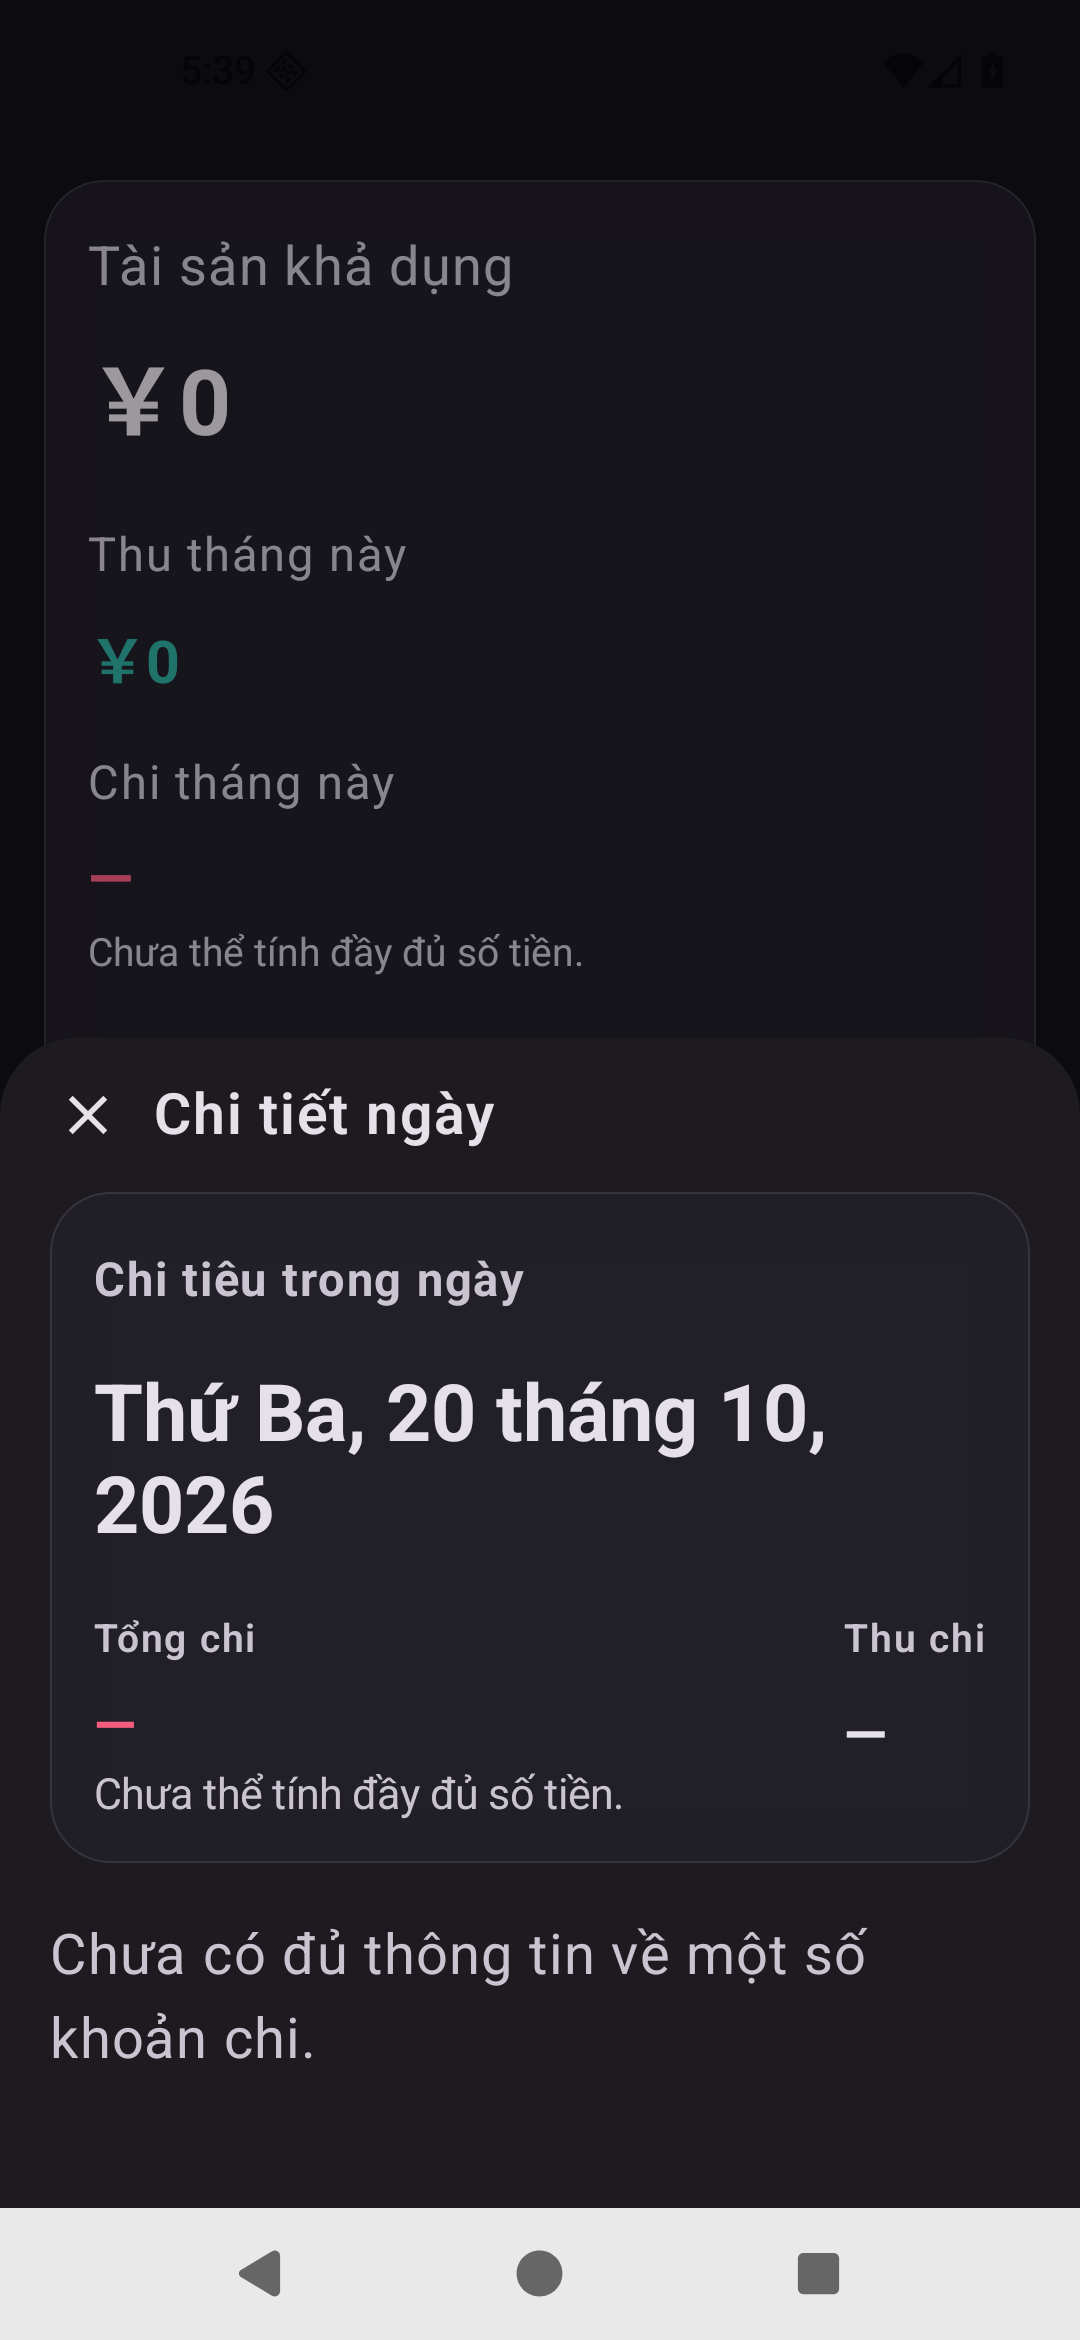 5:39
Tài sản khả dụng
￥0
Thu tháng này
￥0
Chi tháng này
—
Chưa thể tính đầy đủ số tiền.
Chi tiết ngày
Chi tiêu trong ngày
Thứ Ba, 20 tháng 10,
2026
Tổng chi
Thu chi
—
—
Chưa thể tính đầy đủ số tiền.
Chưa có đủ thông tin về một số
khoản chi.